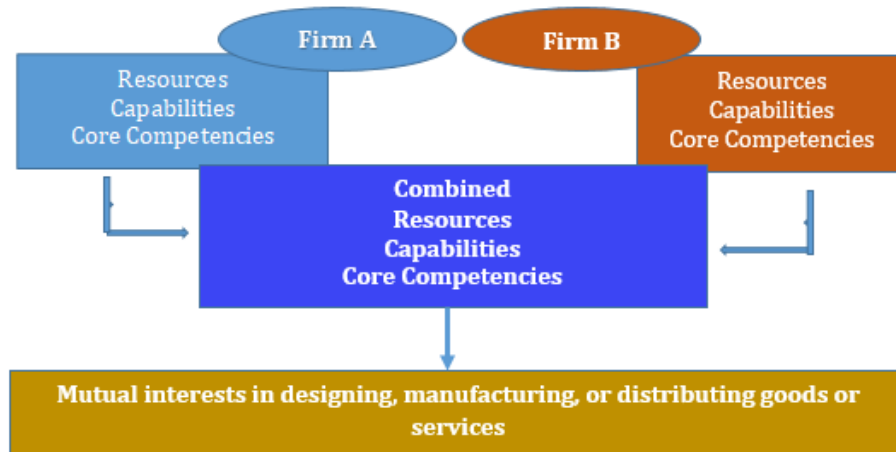 Firm A
Firm B
Resources
Capabilities
Core Competencies
Resources
Capabilities
Core Competencies
Combined
Resources
Capabilities
Core Competencies
Mutual interests in designing, manufacturing, or distributing goods or
services